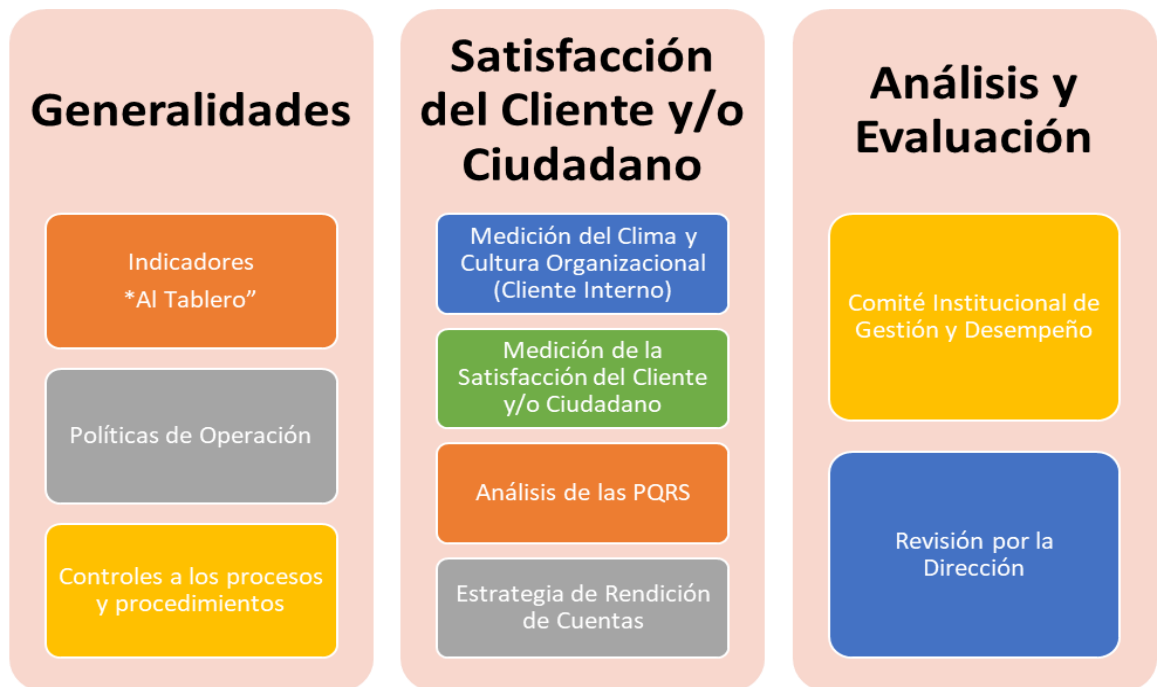 Generalidades
Indicadores
*Al Tablero”
Políticas de Operación
Controles a los procesos
y procedimientos
Satisfacción
del Cliente y/o
Ciudadano
Medición del Clima y
Cultura Organizacional
(Cliente Interno)
Medición de la
Satisfacción del Cliente
y/o Ciudadano
Análisis de las PQRS
Estrategia de Rendición
de Cuentas
Análisis y
Evaluación
Comité Institucional de
Gestión y Desempeño
Revisión por la
Dirección